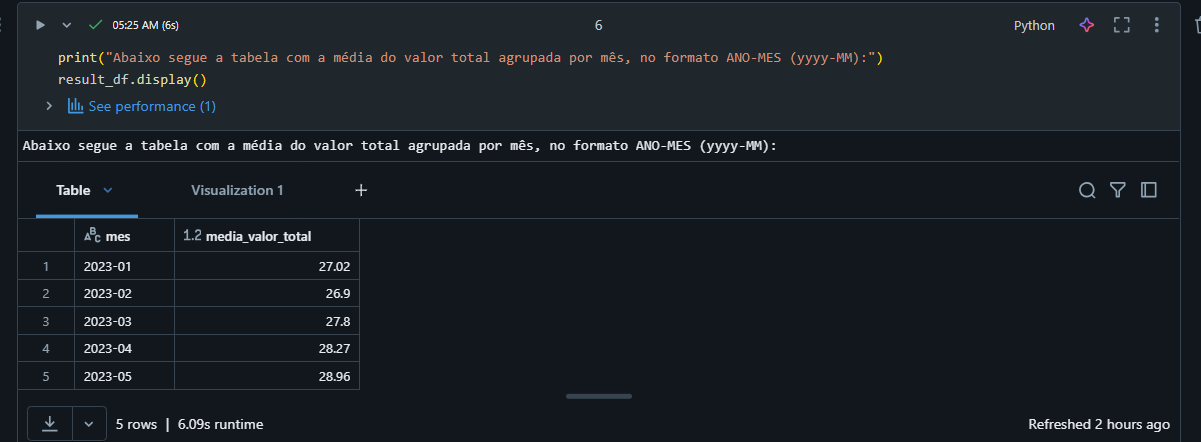 05:25 AM (6s)
6
Python
print("Abaixo segue a tabela com a média do valor total agrupada por mês, no formato ANO-MES (yyyy-MM):")
result_df.display()
See performance (1)
Abaixo segue a tabela com a média do valor total agrupada por mês, no formato ANO-MES (yyyy-MM):
Table
Visualization 1
+
ABC mes
1.2 media_valor_total
1 2023-01 27.02
2 2023-02 26.9
3 2023-03 27.8
4 2023-04 28.27
5 2023-05 28.96
5 rows | 6.09s runtime
Refreshed 2 hours ago